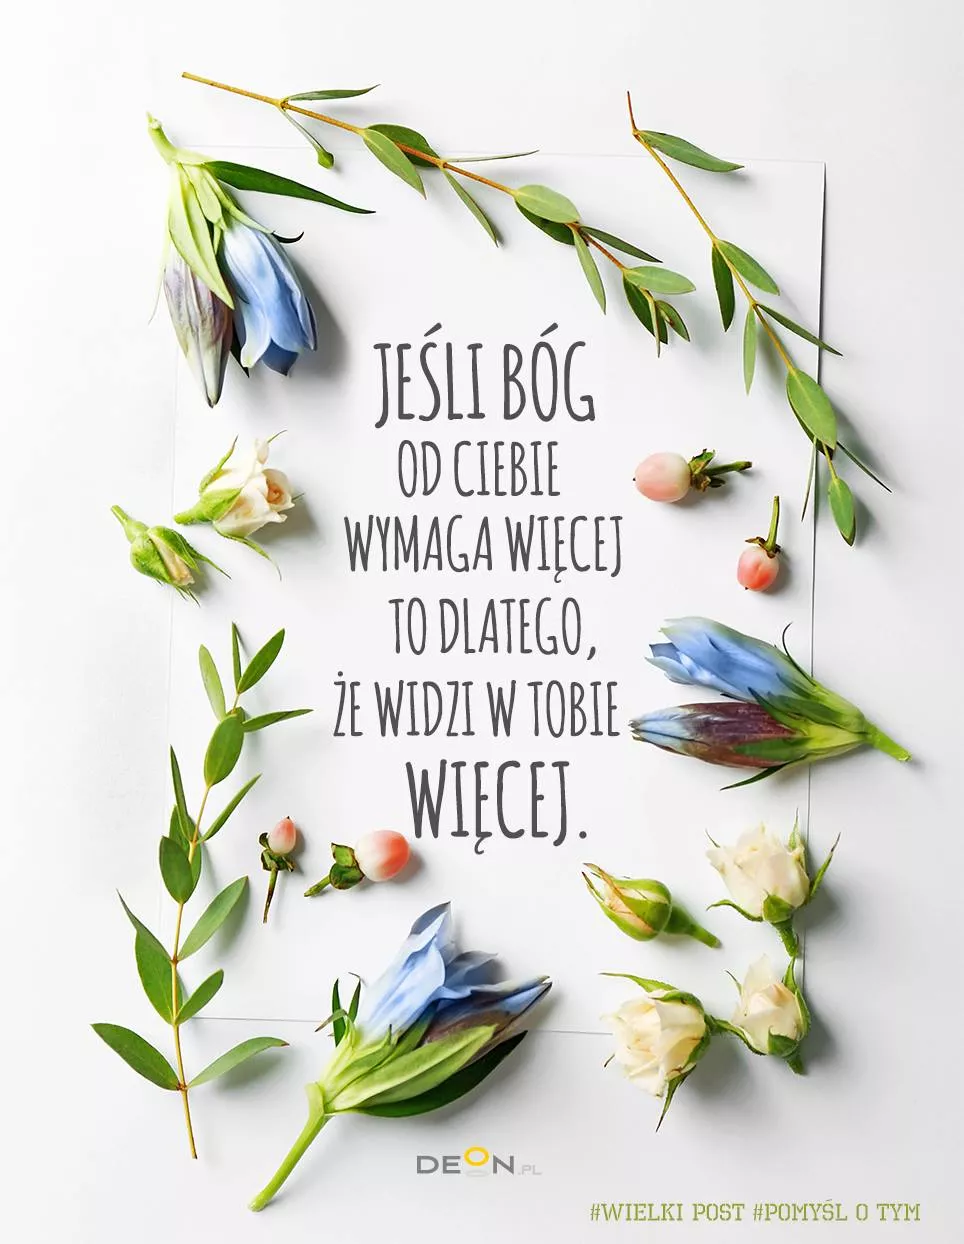 JEŚLI BÓG
OD CIEBIE
WYMAGA WIĘCEJ
TO DLATEGO,
ŻE WIDZI W TOBIE
WIĘCEJ.
DEON.PL
#WIELKI POST #POMYŚL O TYM